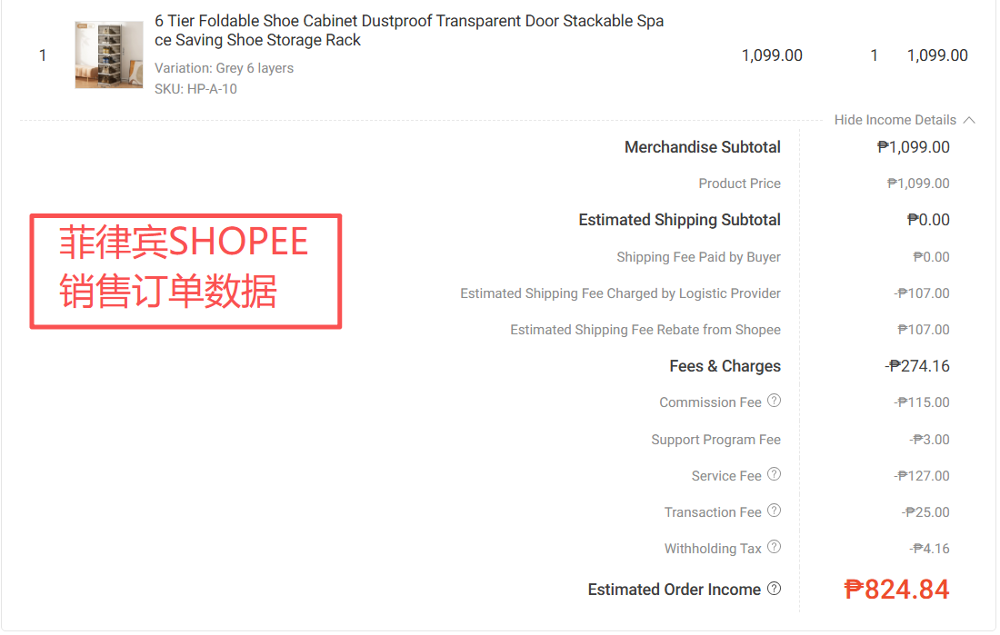 6 Tier Foldable Shoe Cabinet Dustproof Transparent Door Stackable Spa
ce Saving Shoe Storage Rack
1
1,099.00
1
1,099.00
Variation: Grey 6 layers
SKU: HP-A-10
Hide Income Details
Merchandise Subtotal
₱1,099.00
Product Price
₱1,099.00
Estimated Shipping Subtotal
₱0.00
菲律宾SHOPEE
销售订单数据
Shipping Fee Paid by Buyer
₱0.00
Estimated Shipping Fee Charged by Logistic Provider
-₱107.00
Estimated Shipping Fee Rebate from Shopee
₱107.00
Fees & Charges
-₱274.16
Commission Fee ?
-₱115.00
Support Program Fee
-₱3.00
Service Fee ?
-₱127.00
Transaction Fee ?
-₱25.00
Withholding Tax ?
-₱4.16
Estimated Order Income ?
₱824.84